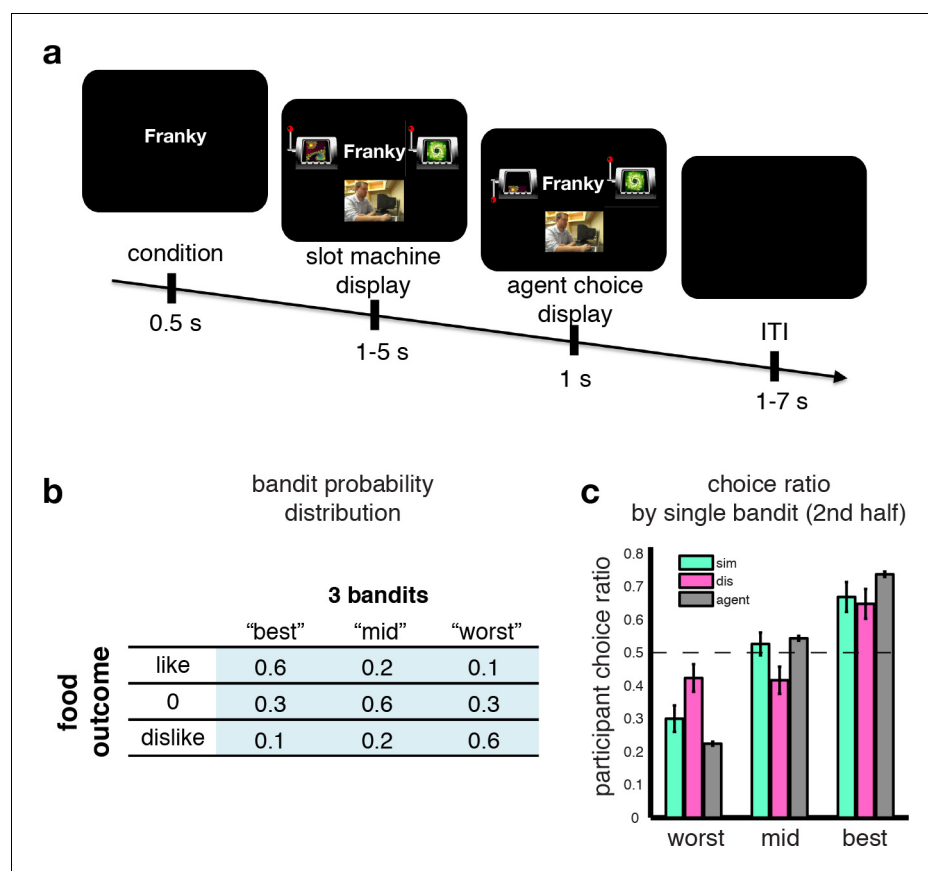 a
Franky
Franky
Franky
condition
slot machine
display
agent choice
display
ITI
0.5 s
1-5 s
1 s
1-7 s
b
bandit probability
distribution
3 bandits
“best” “mid” “worst”
food
outcome
like 0.6 0.2 0.1
0 0.3 0.6 0.3
dislike 0.1 0.2 0.6
c
choice ratio
by single bandit (2nd half)
participant choice ratio
0.8
0.7
0.6
0.5
0.4
0.3
0.2
0.1
0
sim
dis
agent
worst mid best